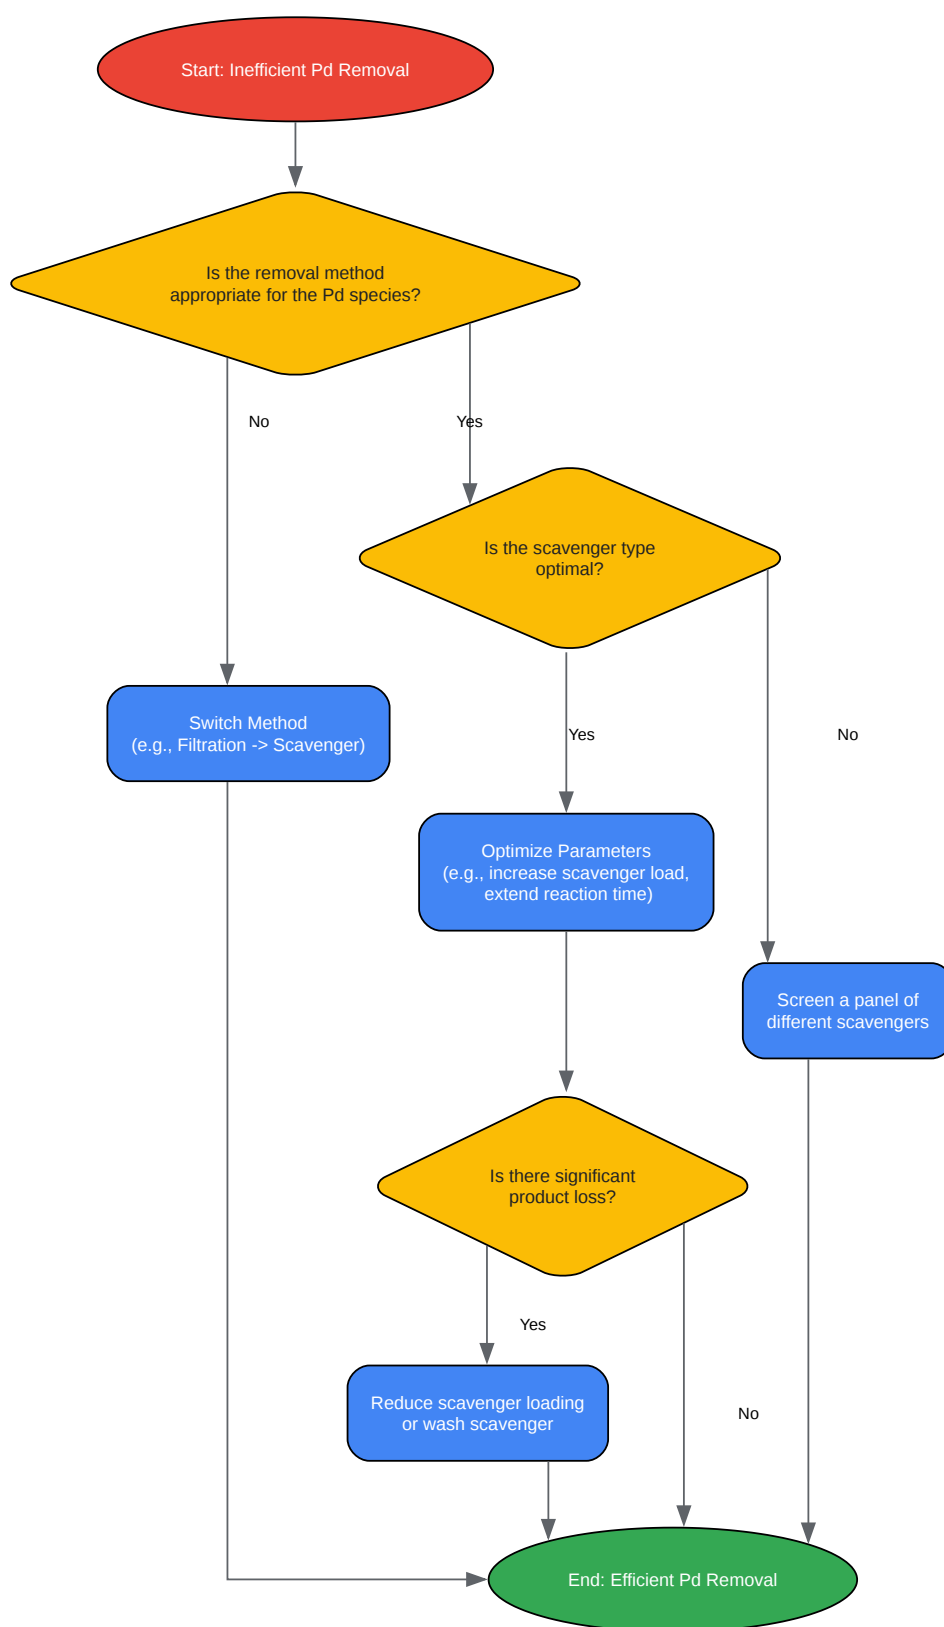 Start: Inefficient Pd Removal
Is the removal method
appropriate for the Pd species?
No
Yes
Is the scavenger type
optimal?
Switch Method
(e.g., Filtration -> Scavenger)
Yes
No
Optimize Parameters
(e.g., increase scavenger load,
extend reaction time)
Screen a panel of
different scavengers
Is there significant
product loss?
Yes
Reduce scavenger loading
or wash scavenger
No
End: Efficient Pd Removal